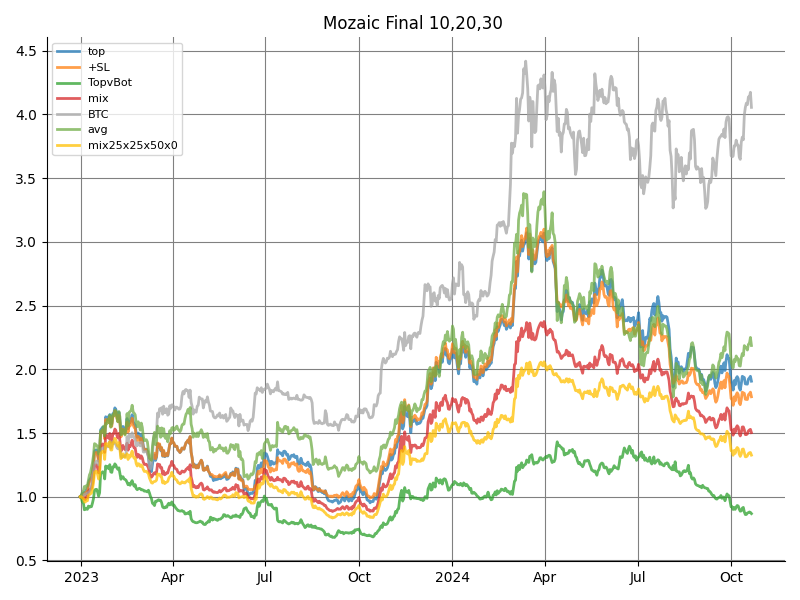 Mozaic Final 10,20,30
top
+SL
TopvBot
mix
BTC
avg
mix25x25x50x0
4.5
4.0
3.5
3.0
2.5
2.0
1.5
1.0
0.5
2023
Apr
Jul
Oct
2024
Apr
Jul
Oct